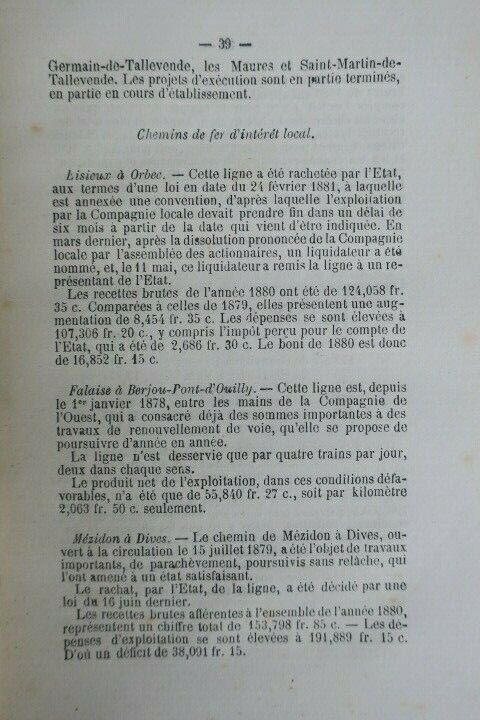 — 39 —
Germain-de-Tallevende, les Maures et Saint-Martin-de-
Tallevende. Les projets d'exécution sont en partie terminés,
en partie en cours d'établissement.
Chemins de fer d'intérêt local.
Lisieux à Orbec. — Cette ligne a été rachetée par l'Etat,
aux termes d'une loi en date du 24 février 1881, à laquelle
est annexée une convention, d'après laquelle l'exploitation
par la Compagnie locale devait prendre fin dans un délai de
six mois à partir de la date qui vient d'être indiquée. En
mars dernier, après la dissolution prononcée de la Compagnie
locale par l'assemblée des actionnaires, un liquidateur a été
nommé, et, le 11 mai, ce liquidateur a remis la ligne à un re-
présentant de l'Etat.
Les recettes brutes de l'année 1880 ont été de 124,058 fr.
35 c. Comparées à celles de 1879, elles présentent une aug-
mentation de 8,454 fr. 35 c. Les dépenses se sont élevées à
107,306 fr. 20 c., y compris l'impôt perçu pour le compte de
l'Etat, qui a été de 2,686 fr. 30 c. Le boni de 1880 est donc
de 16,852 fr. 15 c.
Falaise à Berjou-Pont-d'Ouilly. — Cette ligne est, depuis
le 1er janvier 1878, entre les mains de la Compagnie de
l'Ouest, qui a consacré déjà des sommes importantes à des
travaux de renouvellement de voie, qu'elle se propose de
poursuivre d'année en année.
La ligne n'est desservie que par quatre trains par jour,
deux dans chaque sens.
Le produit net de l'exploitation, dans ces conditions défa-
vorables, n'a été que de 55,840 fr. 27 c., soit par kilomètre
2,063 fr. 50 c. seulement.
Mézidon à Dives. — Le chemin de Mézidon à Dives, ou-
vert à la circulation le 15 juillet 1879, a été l'objet de travaux
importants, de parachèvement, poursuivis sans relâche, qui
l'ont amené à un état satisfaisant.
Le rachat, par l'Etat, de la ligne, a été décidé par une
loi du 16 juin dernier.
Les recettes brutes afférentes à l'ensemble de l'année 1880,
représentent un chiffre total de 153,798 fr. 85 c. — Les dé-
penses d'exploitation se sont élevées à 191,889 fr. 15 c.
D'où un déficit de 38,091 fr. 15.